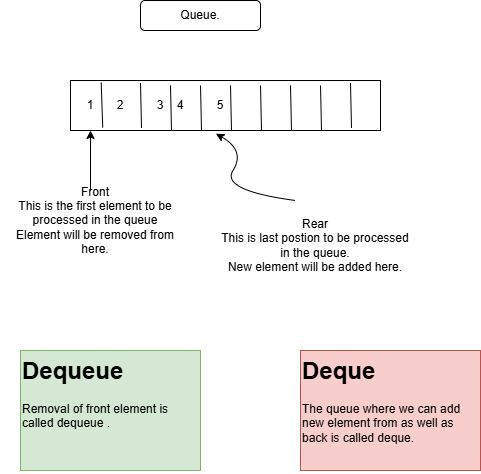 Queue.
1 2 3 4 5
Front
This is the first element to be
processed in the queue
Element will be removed from
here.
Rear
This is last postion to be processed
in the queue.
New element will be added here.
Dequeue
Removal of front element is
called dequeue .
Deque
The queue where we can add
new element from as well as
back is called deque.